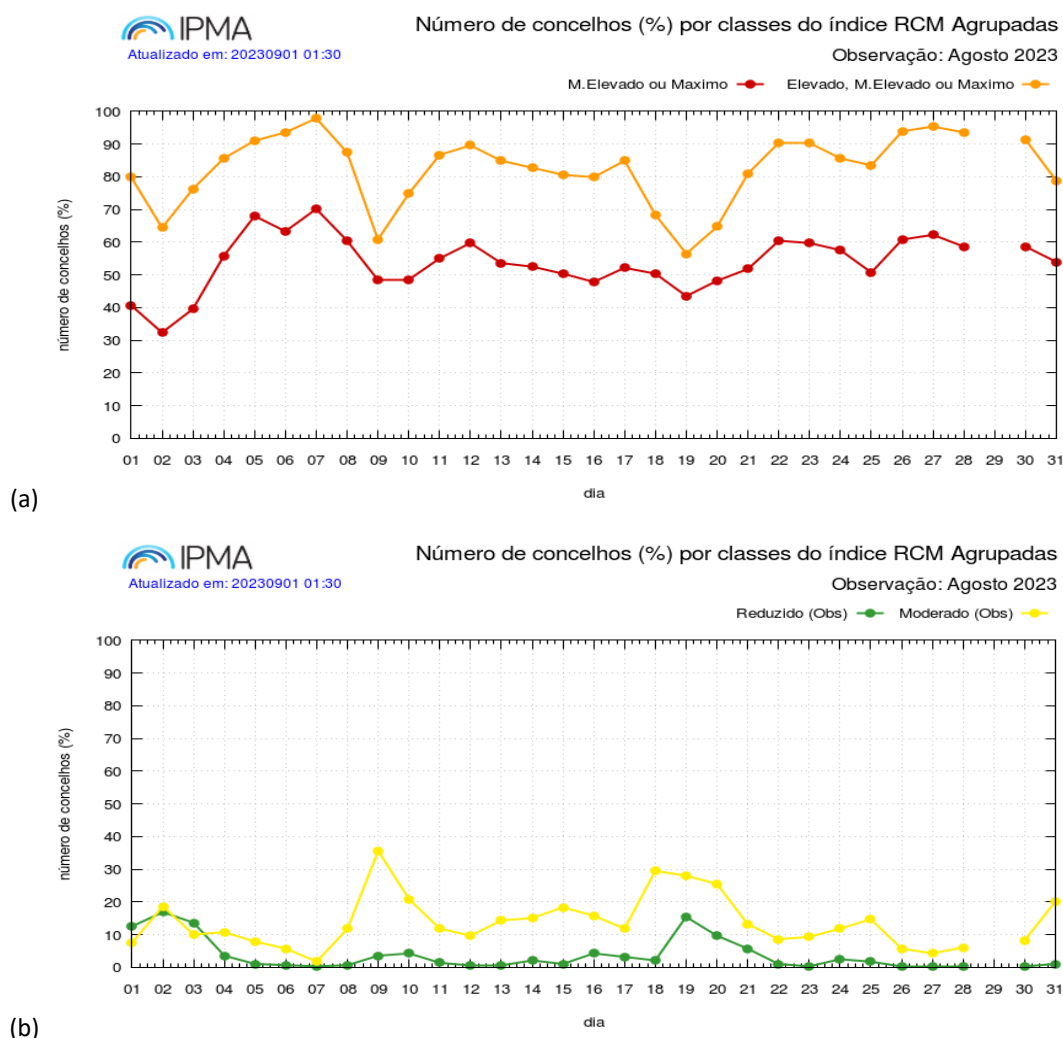 IPMA
Número de concelhos (%) por classes do índice RCM Agrupadas
Atualizado em: 20230901 01:30
Observação: Agosto 2023
M.Elevado ou Maximo Elevado, M.Elevado ou Maximo
100
90
80
70
60
50
40
30
20
10
0
número de concelhos (%)
01 02 03 04 05 06 07 08 09 10 11 12 13 14 15 16 17 18 19 20 21 22 23 24 25 26 27 28 29 30 31
dia
(a)
IPMA
Número de concelhos (%) por classes do índice RCM Agrupadas
Atualizado em: 20230901 01:30
Observação: Agosto 2023
Reduzido (Obs) Moderado (Obs)
100
90
80
70
60
50
40
30
20
10
0
número de concelhos (%)
01 02 03 04 05 06 07 08 09 10 11 12 13 14 15 16 17 18 19 20 21 22 23 24 25 26 27 28 29 30 31
dia
(b)